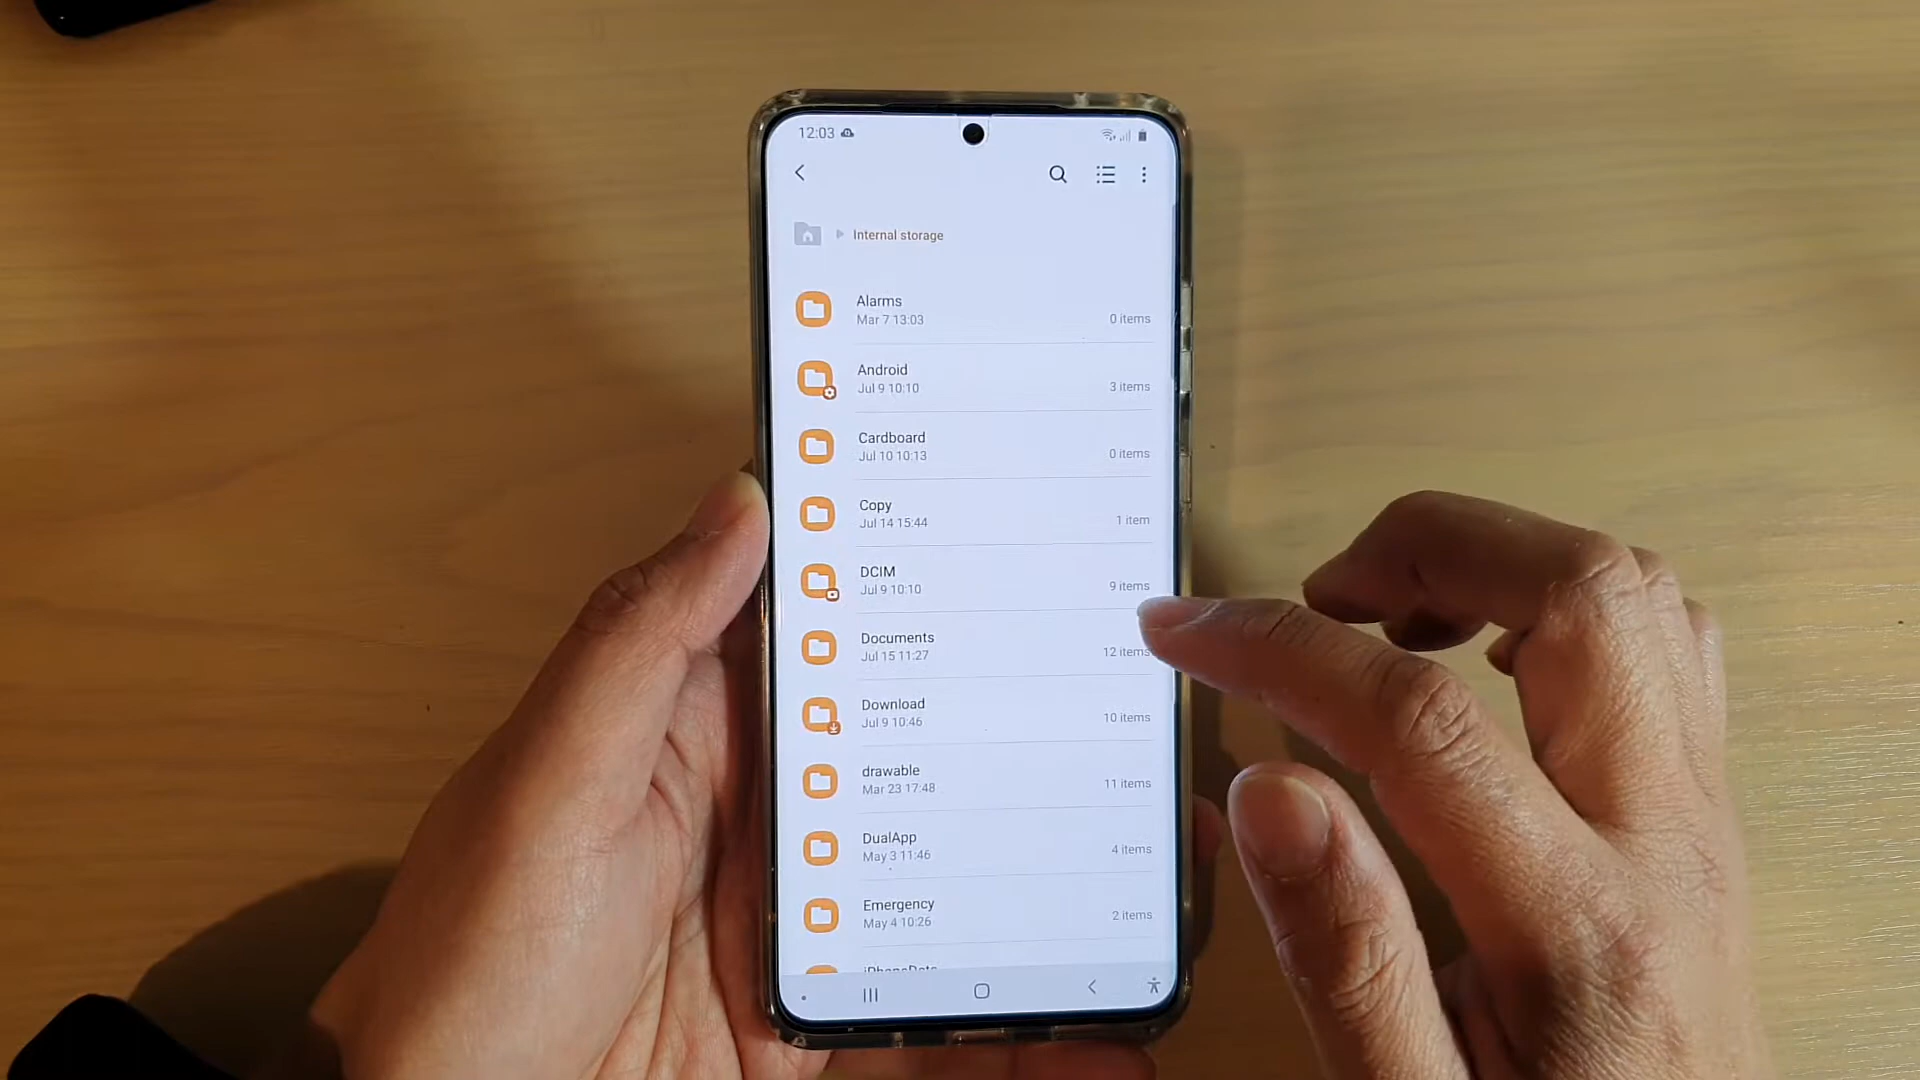 12:03
Internal storage
Alarms
Mar 7 13:03
0 items
Android
Jul 9 10:10
3 items
Cardboard
Jul 10 10:13
0 items
Copy
Jul 14 15:44
1 item
DCIM
Jul 9 10:10
9 items
Documents
Jul 15 11:27
12 items
Download
Jul 9 10:46
10 items
drawable
Mar 23 17:48
11 items
DualApp
May 3 11:46
4 items
Emergency
May 4 10:26
2 items